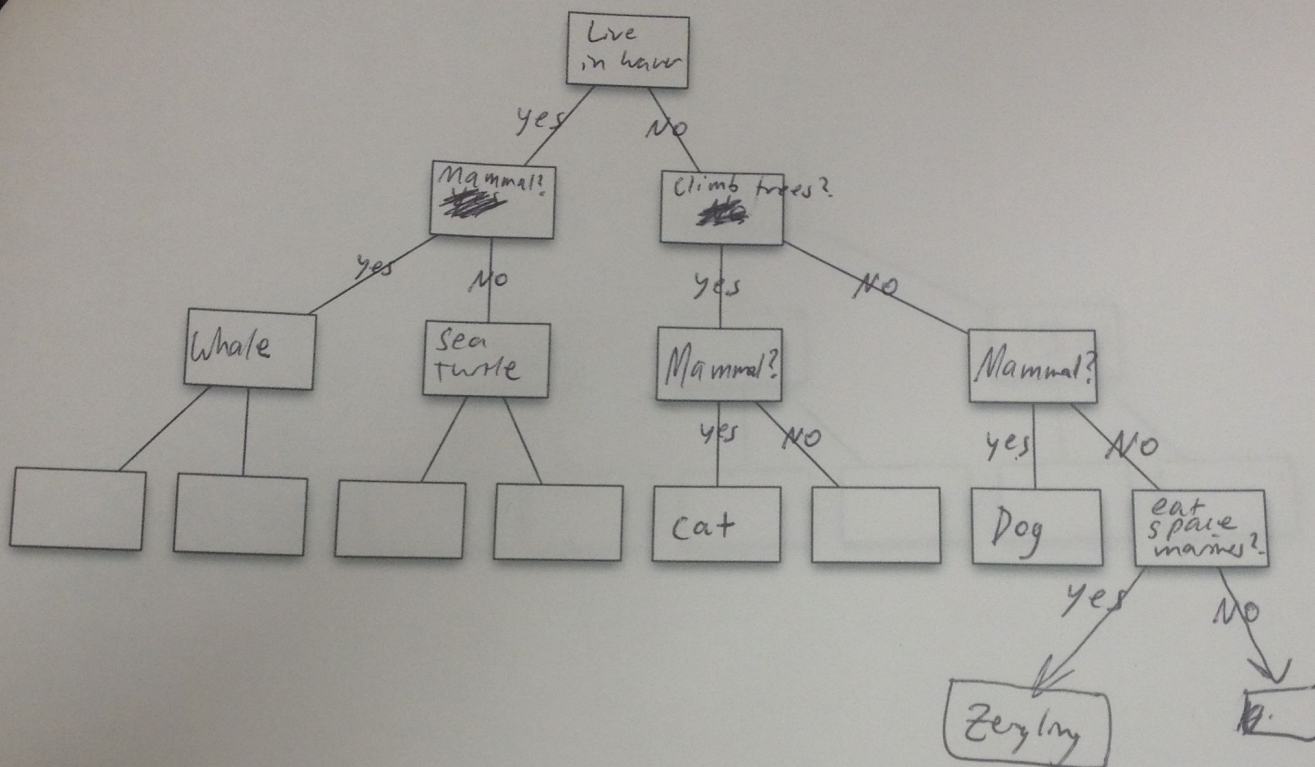 Live
in
yes
No
Mammal?
Climb trees?
yes
No
yes
No
Whale
Sea
turtle
Mammal?
Mammal?
yes
No
yes
No
Cat
Dog
eat
space
marines?
yes
No
Zergling